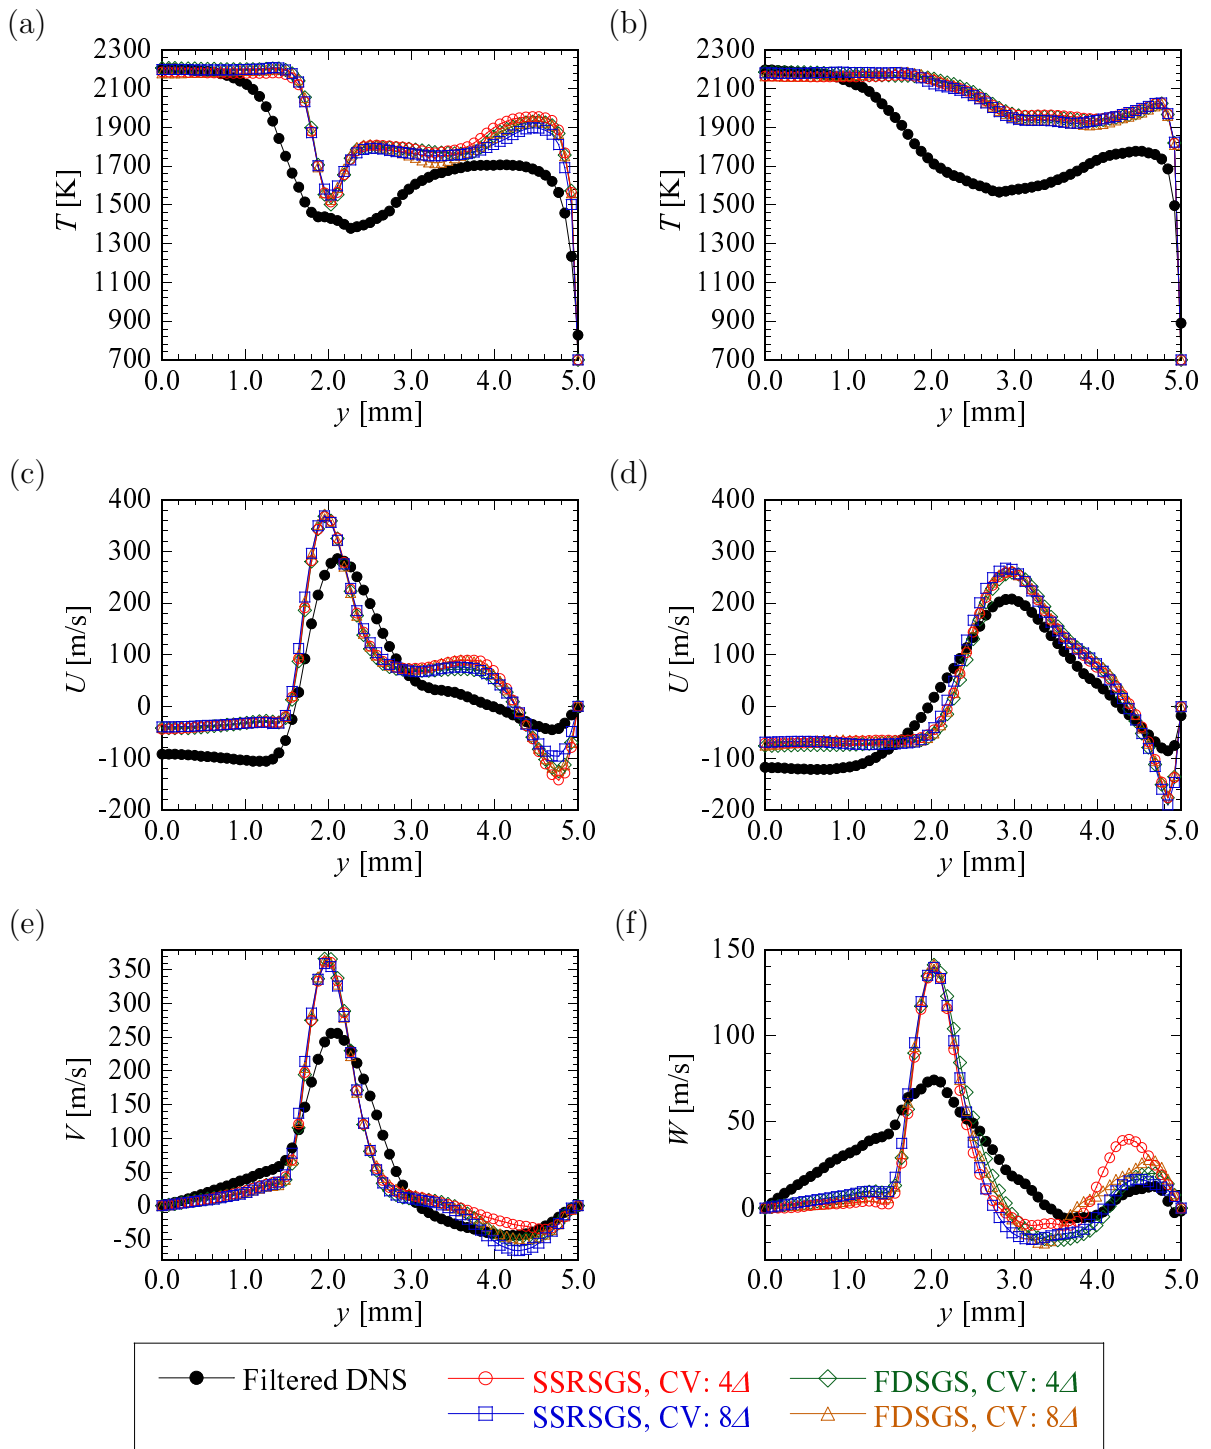 (a)
2300
2100
1900
1700
1500
1300
1100
900
700
T [K]
0.0 1.0 2.0 3.0 4.0 5.0
y [mm]
(b)
2300
2100
1900
1700
1500
1300
1100
900
700
T [K]
0.0 1.0 2.0 3.0 4.0 5.0
y [mm]
(c)
400
300
200
100
0
-100
-200
U [m/s]
0.0 1.0 2.0 3.0 4.0 5.0
y [mm]
(d)
400
300
200
100
0
-100
-200
U [m/s]
0.0 1.0 2.0 3.0 4.0 5.0
y [mm]
(e)
350
300
250
200
150
100
50
0
-50
V [m/s]
0.0 1.0 2.0 3.0 4.0 5.0
y [mm]
(f)
150
100
50
0
W [m/s]
0.0 1.0 2.0 3.0 4.0 5.0
y [mm]
Filtered DNS
SSRSGS, CV: 4Δ
FDSGS, CV: 4Δ
SSRSGS, CV: 8Δ
FDSGS, CV: 8Δ